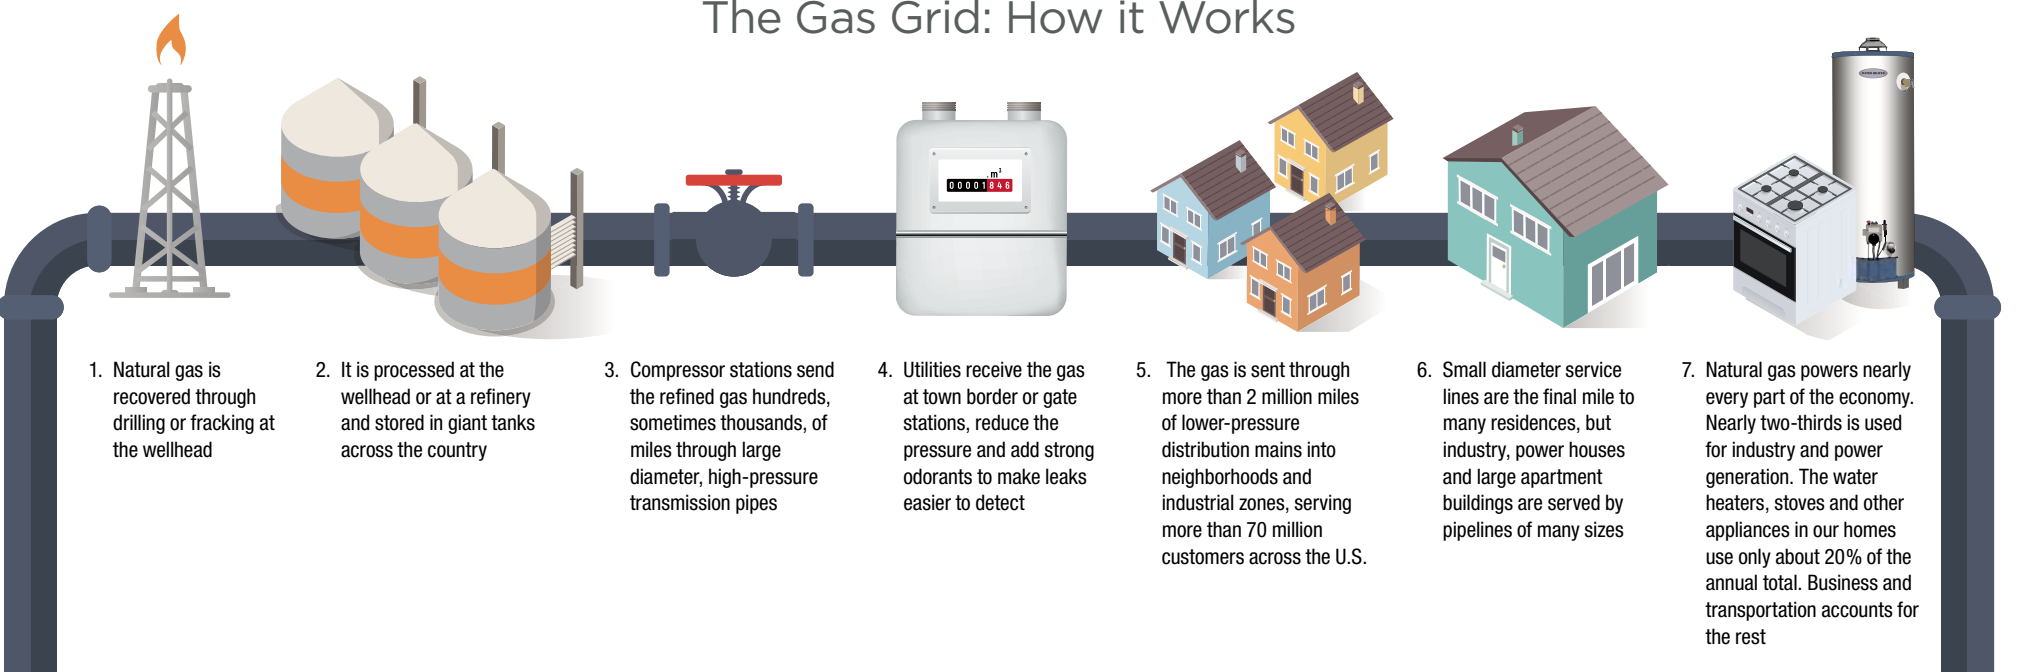 The Gas Grid: How it Works
.m³
00001846
1. Natural gas is
recovered through
drilling or fracking at
the wellhead
2. It is processed at the
wellhead or at a refinery
and stored in giant tanks
across the country
3. Compressor stations send
the refined gas hundreds,
sometimes thousands, of
miles through large
diameter, high-pressure
transmission pipes
4. Utilities receive the gas
at town border or gate
stations, reduce the
pressure and add strong
odorants to make leaks
easier to detect
5. The gas is sent through
more than 2 million miles
of lower-pressure
distribution mains into
neighborhoods and
industrial zones, serving
more than 70 million
customers across the U.S.
6. Small diameter service
lines are the final mile to
many residences, but
industry, power houses
and large apartment
buildings are served by
pipelines of many sizes
7. Natural gas powers nearly
every part of the economy.
Nearly two-thirds is used
for industry and power
generation. The water
heaters, stoves and other
appliances in our homes
use only about 20% of the
annual total. Business and
transportation accounts for
the rest